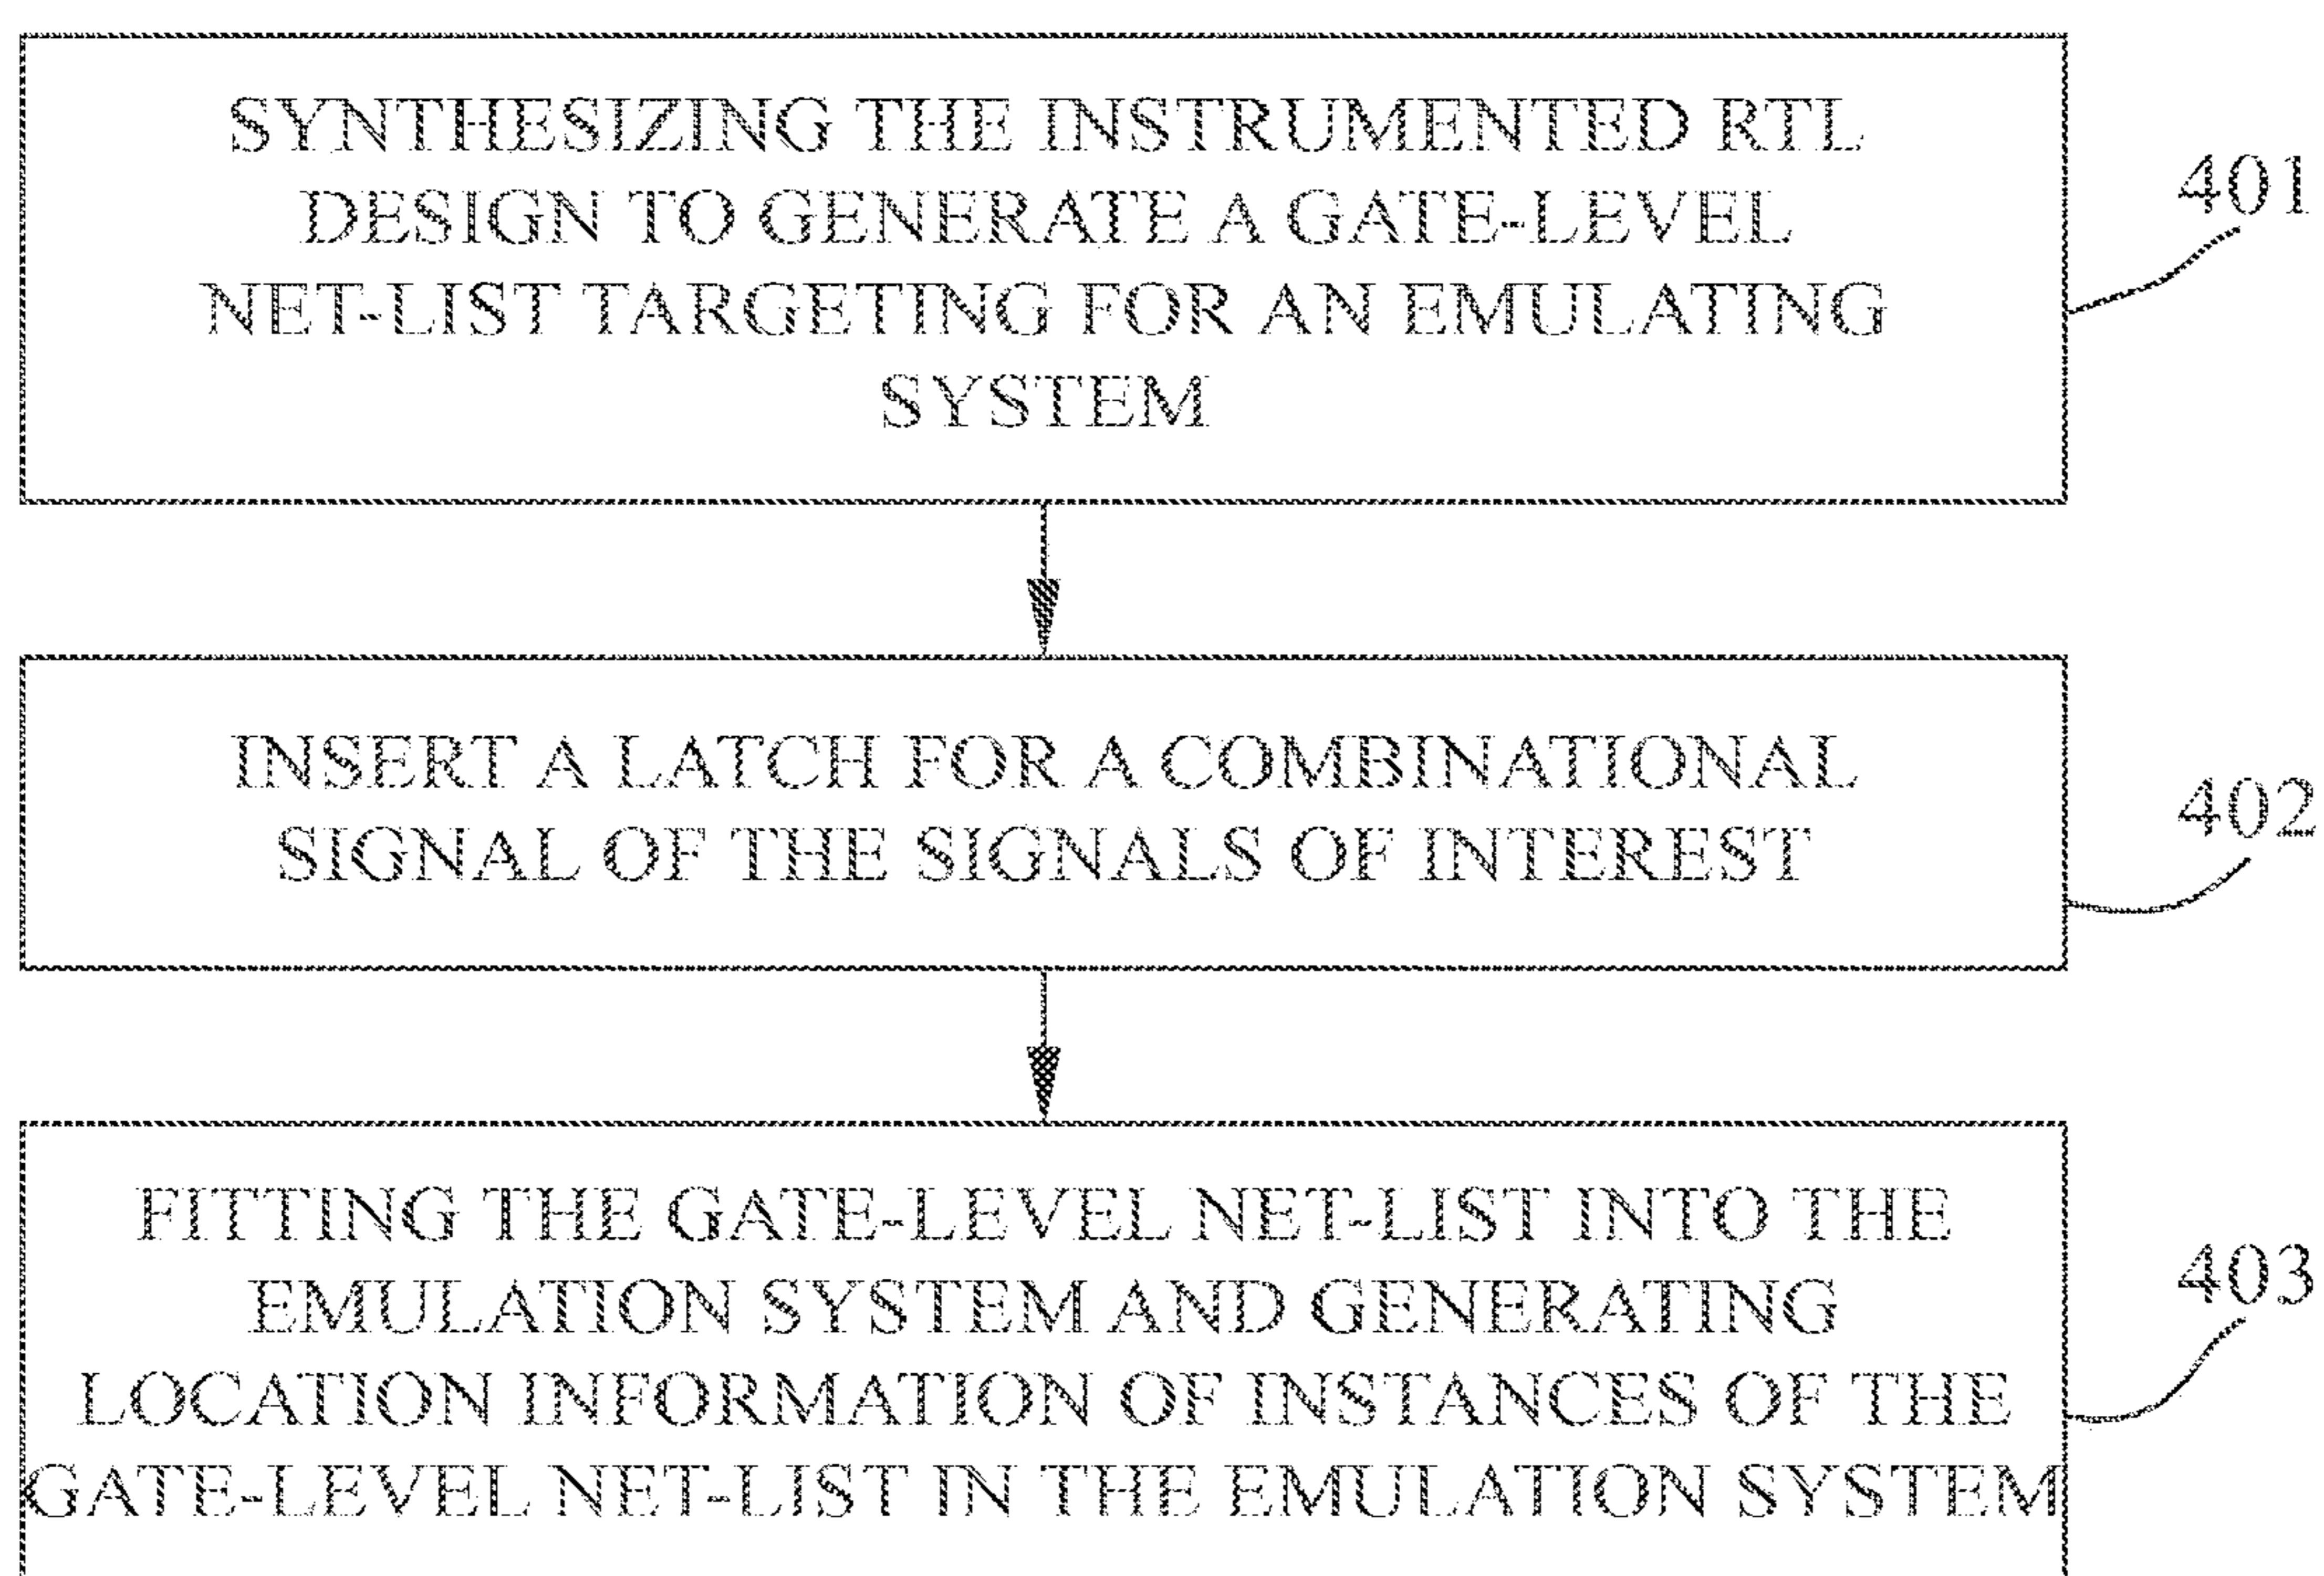 SYNTHESIZING THE INSTRUMENTED RTL
DESIGN TO GENERATE A GATE-LEVEL
NET-LIST TARGETING FOR AN EMULATING
SYSTEM
401
INSERT A LATCH FOR A COMBINATIONAL
SIGNAL OF THE SIGNALS OF INTEREST
402
FITTING THE GATE-LEVEL NET-LIST INTO THE
EMULATION SYSTEM AND GENERATING
LOCATION INFORMATION OF INSTANCES OF THE
GATE-LEVEL NET-LIST IN THE EMULATION SYSTEM
403